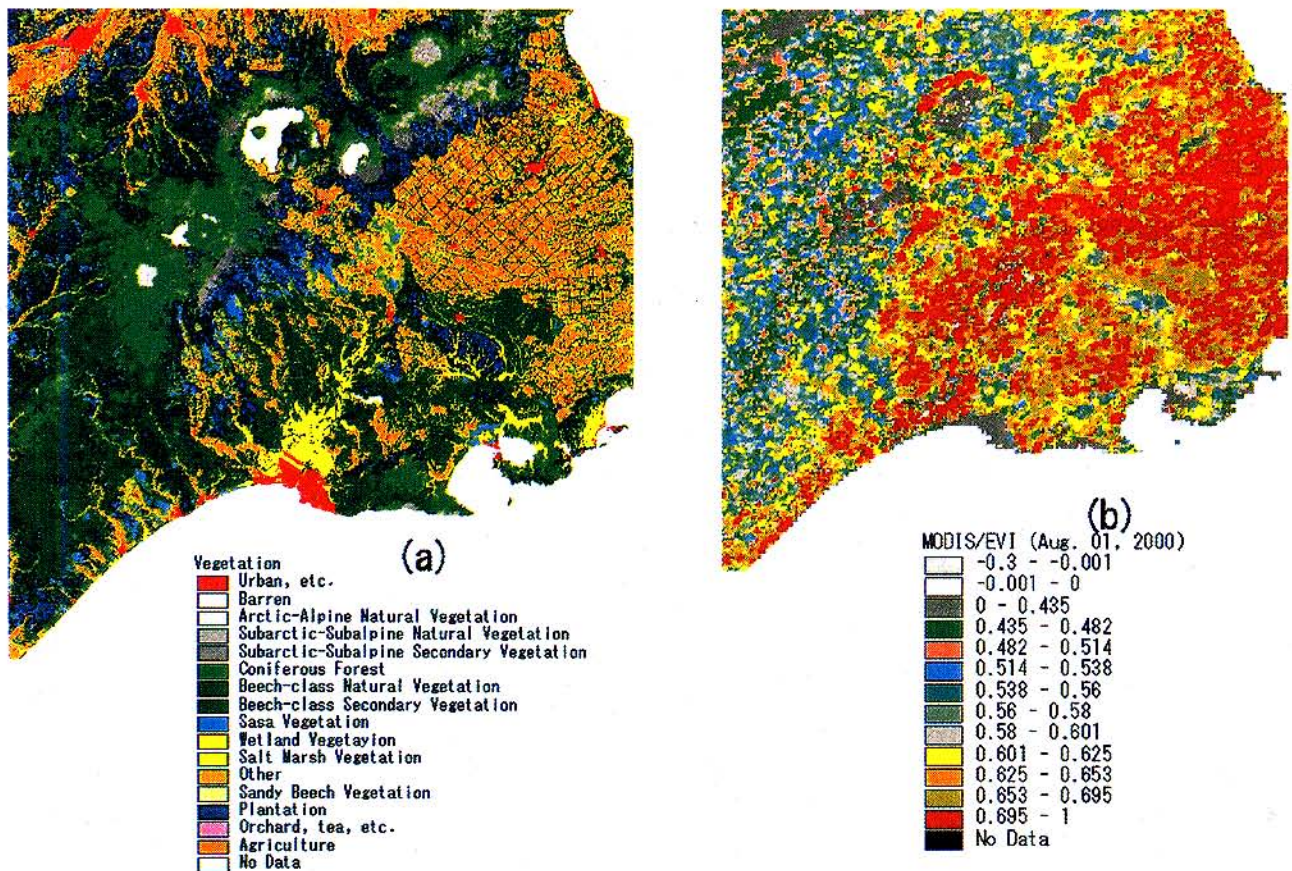 (a)
Vegetation
Urban, etc.
Barren
Arctic-Alpine Natural Vegetation
Subarctic-Subalpine Natural Vegetation
Subarctic-Subalpine Secondary Vegetation
Coniferous Forest
Beech-class Natural Vegetation
Beech-class Secondary Vegetation
Sasa Vegetation
Wetland Vegetayion
Salt Marsh Vegetation
Other
Sandy Beech Vegetation
Plantation
Orchard, tea, etc.
Agriculture
No Data
(b)
MODIS/EVI (Aug. 01, 2000)
-0.3 - -0.001
-0.001 - 0
0 - 0.435
0.435 - 0.482
0.482 - 0.514
0.514 - 0.538
0.538 - 0.56
0.56 - 0.58
0.58 - 0.601
0.601 - 0.625
0.625 - 0.653
0.653 - 0.695
0.695 - 1
No Data